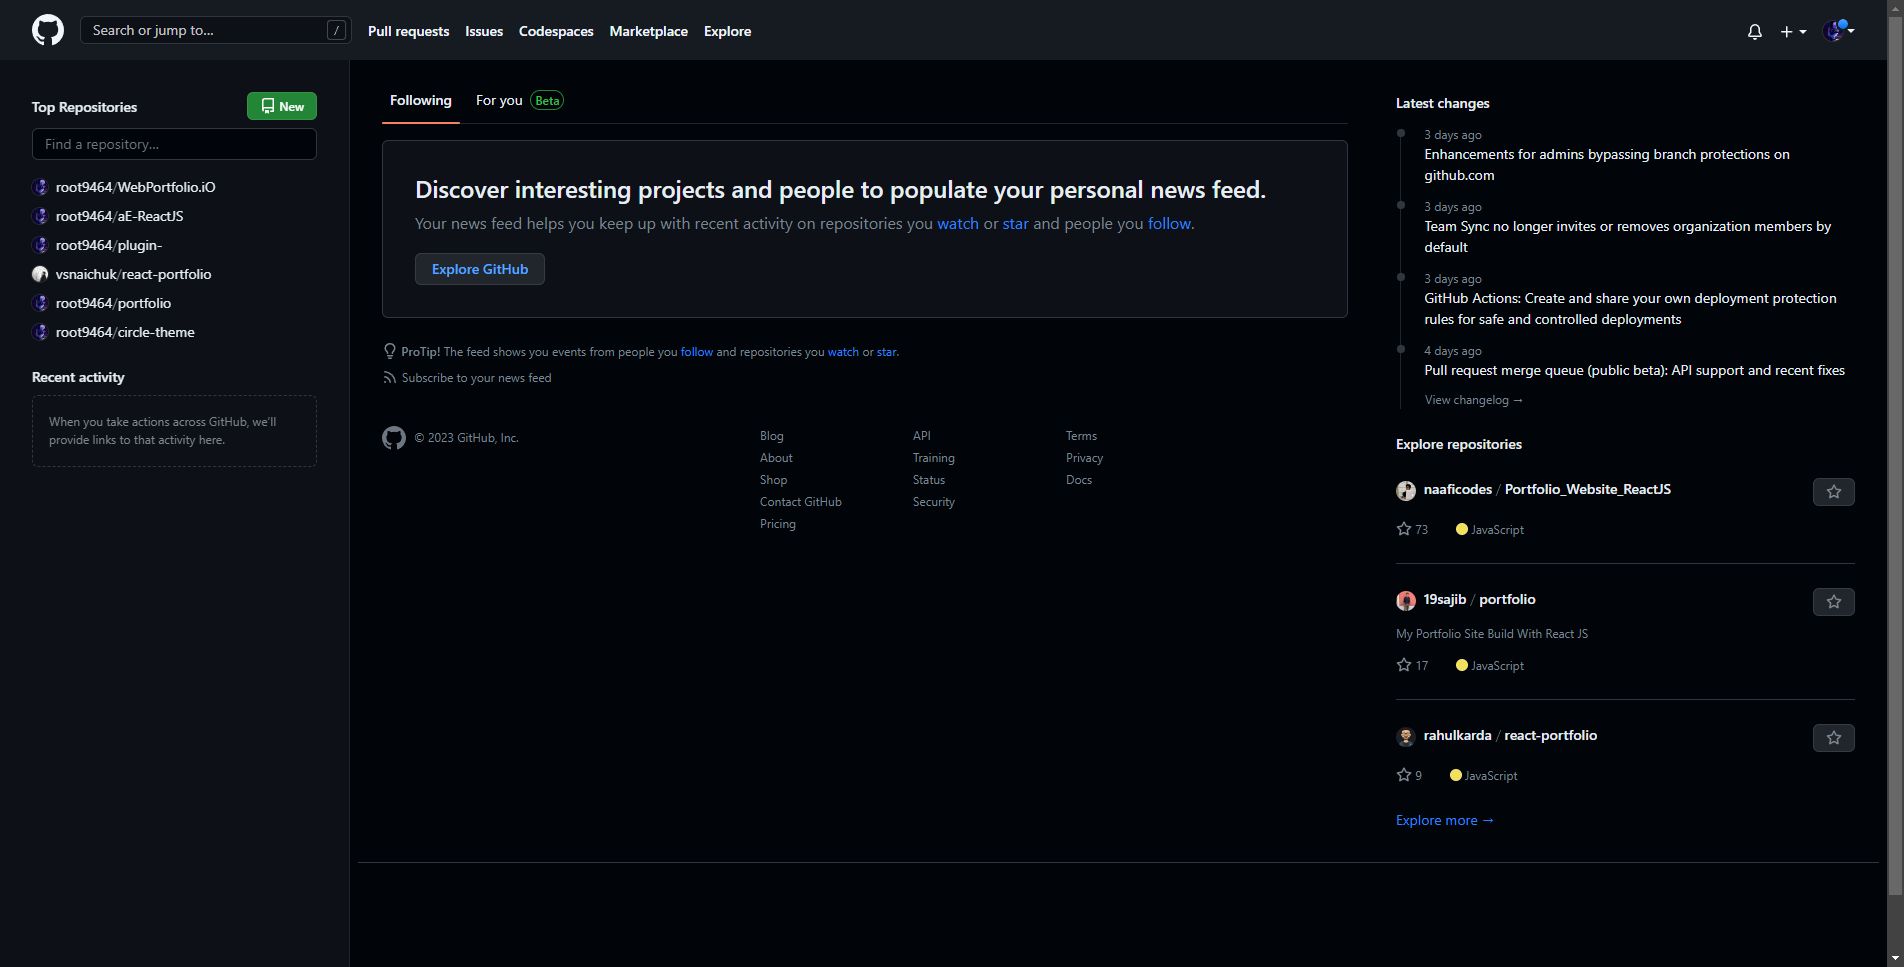 Search or jump to... /
Pull requests Issues Codespaces Marketplace Explore
Top Repositories
New
Find a repository...
root9464/WebPortfolio.iO
root9464/aE-ReactJS
root9464/plugin-
vsnaichuk/react-portfolio
root9464/portfolio
root9464/circle-theme
Recent activity
When you take actions across GitHub, we'll
provide links to that activity here.
Following For you Beta
Discover interesting projects and people to populate your personal news feed.
Your news feed helps you keep up with recent activity on repositories you watch or star and people you follow.
Explore GitHub
ProTip! The feed shows you events from people you follow and repositories you watch or star.
Subscribe to your news feed
© 2023 GitHub, Inc.
Blog
About
Shop
Contact GitHub
Pricing
API
Training
Status
Security
Terms
Privacy
Docs
Latest changes
3 days ago
Enhancements for admins bypassing branch protections on
github.com
3 days ago
Team Sync no longer invites or removes organization members by
default
3 days ago
GitHub Actions: Create and share your own deployment protection
rules for safe and controlled deployments
4 days ago
Pull request merge queue (public beta): API support and recent fixes
View changelog →
Explore repositories
naaficodes / Portfolio_Website_ReactJS
73 JavaScript
19sajib / portfolio
My Portfolio Site Build With React JS
17 JavaScript
rahulkarda / react-portfolio
9 JavaScript
Explore more →